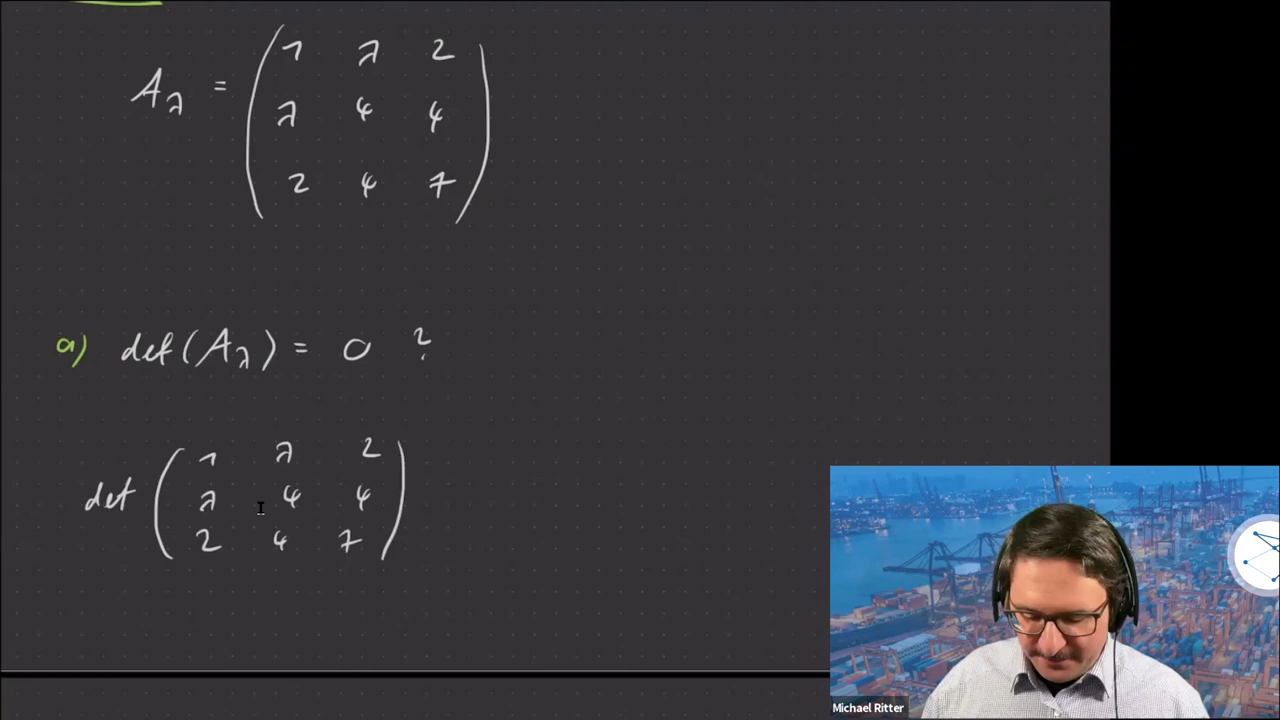 A_λ = ( 1 λ 2
λ 4 4
2 4 7 )
a) det(A_λ) = 0 ?
det ( 1 λ 2
λ 4 4
2 4 7 )
Michael Ritter